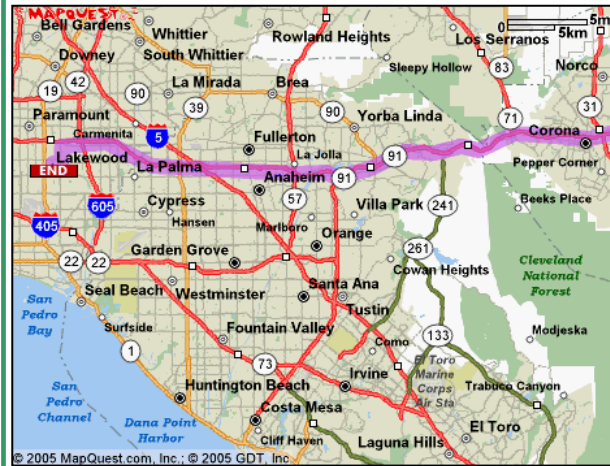 MAPQUEST
Bell Gardens
Whittier
Rowland Heights
Los Serranos
5mi
5km
Downey
South Whittier
Sleepy Hollow
83
Norco
19
42
90
La Mirada
Brea
39
90
31
Paramount
Yorba Linda
71
Carmenita
5
Fullerton
Corona
Lakewood
La Palma
La Jolla
91
END
Anaheim
91
Pepper Corner
605
Cypress
57
Villa Park
241
Beeks Place
405
Hansen
Marlboro
Orange
261
22
22
Garden Grove
Cowan Heights
Cleveland
National
Forest
Seal Beach
Westminster
Santa Ana
San
Pedro
Bay
Tustin
Surfside
Fountain Valley
133
Modjeska
1
73
Como
El Toro
Marine
Corps
Air Sta
Irvine
Trabuco Canyon
San
Pedro
Channel
Huntington Beach
Costa Mesa
Dana Point
Harbor
Cliff Haven
El Toro
Laguna Hills
© 2005 MapQuest.com, Inc.; © 2005 GDT, Inc.